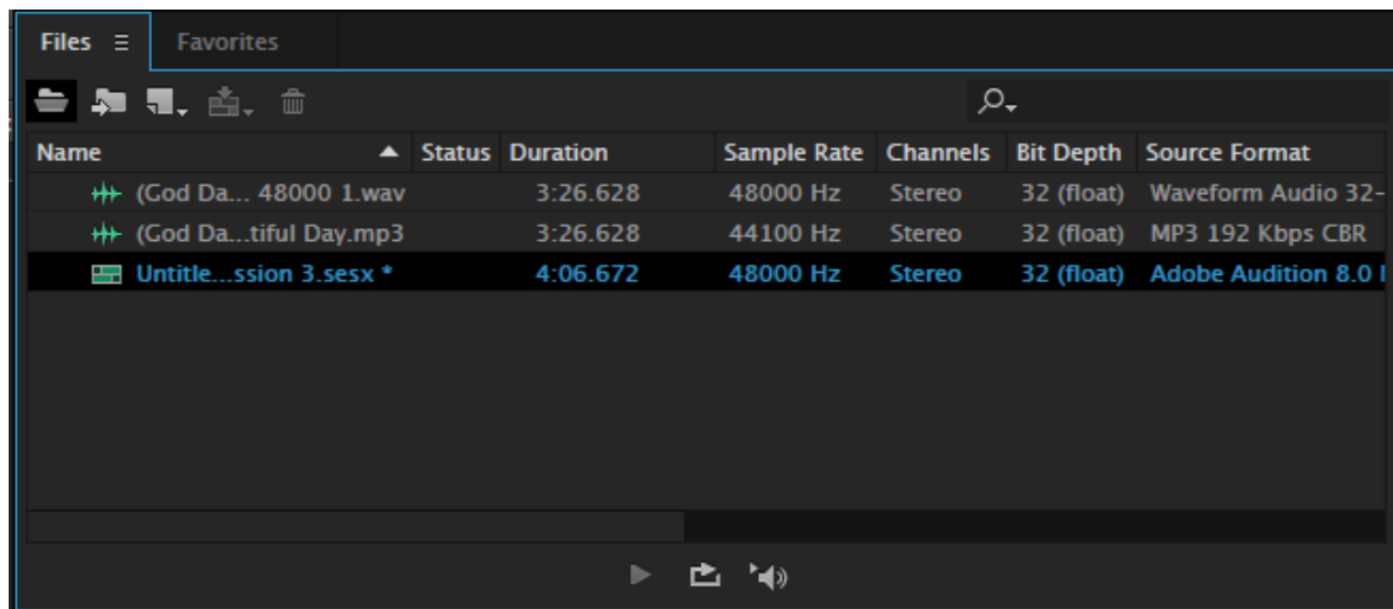 Files Favorites
Name Status Duration Sample Rate Channels Bit Depth Source Format
(God Da... 48000 1.wav 3:26.628 48000 Hz Stereo 32 (float) Waveform Audio 32-
(God Da...tiful Day.mp3 3:26.628 44100 Hz Stereo 32 (float) MP3 192 Kbps CBR
Untitle...ssion 3.sesx * 4:06.672 48000 Hz Stereo 32 (float) Adobe Audition 8.0